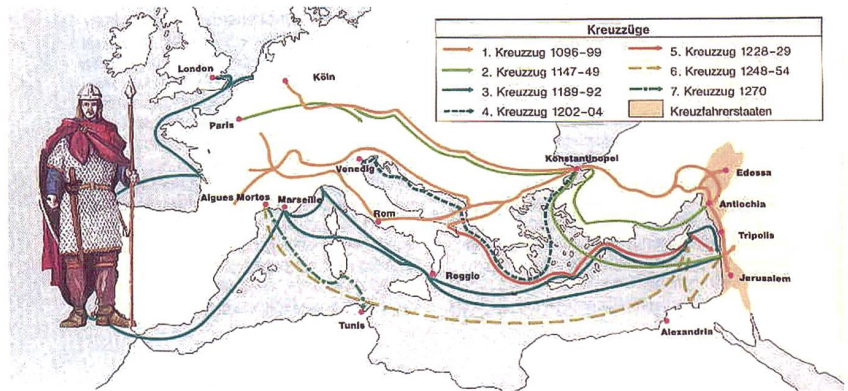 Kreuzzüge
1. Kreuzzug 1096-99
2. Kreuzzug 1147-49
3. Kreuzzug 1189-92
4. Kreuzzug 1202-04
5. Kreuzzug 1228-29
6. Kreuzzug 1248-54
7. Kreuzzug 1270
Kreuzfahrerstaaten
London
Köln
Paris
Venedig
Konstantinopel
Edessa
Aigues Mortes
Marseille
Antiochia
Rom
Tripolis
Reggio
Jerusalem
Tunis
Alexandria